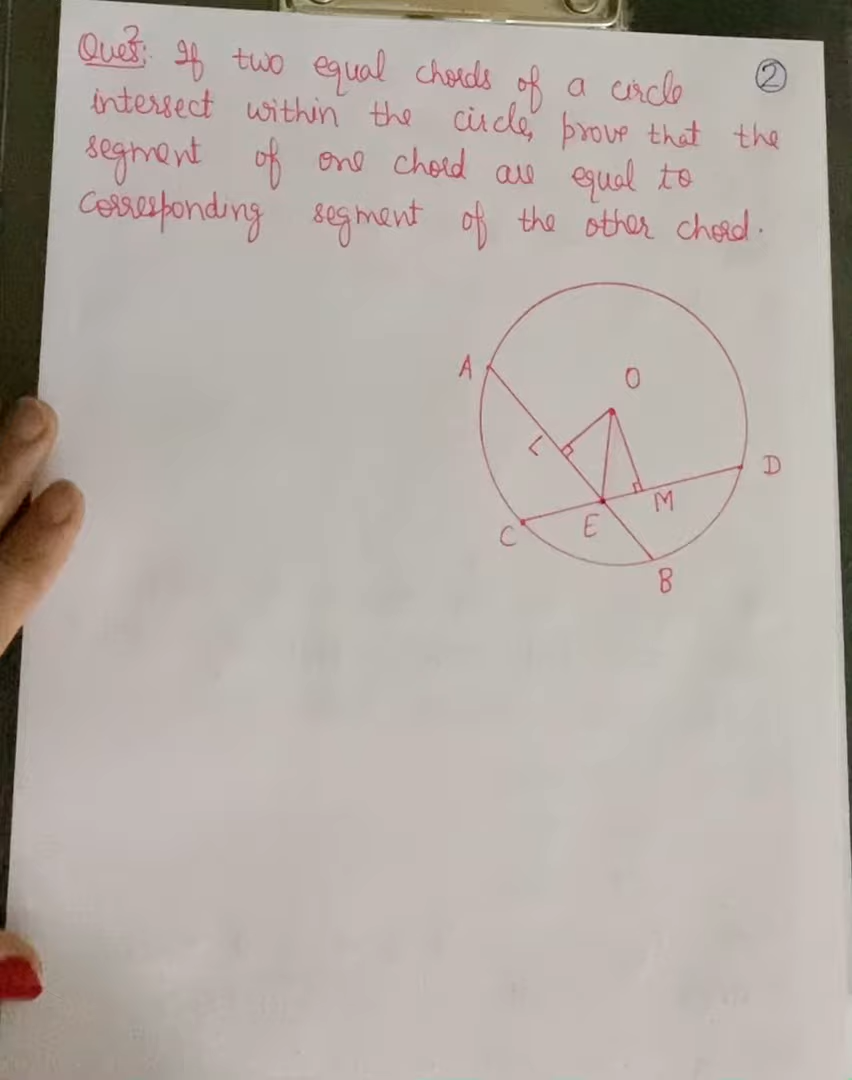 Ques: If two equal chords of a circle
②
intersect within the circle, prove that the
segment of one chord are equal to
corresponding segment of the other chord.
A
O
L
D
M
E
C
B